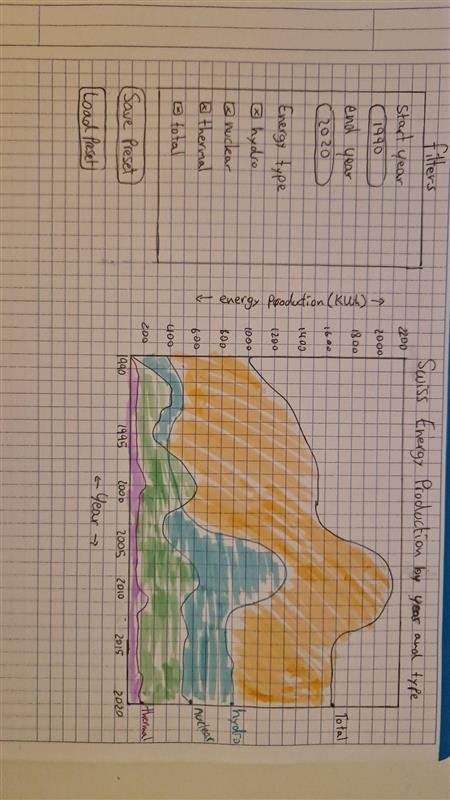 filters
Start year
1990
end year
2020
Energy type
hydro
nuclear
thermal
total
Save Preset
Load Preset
Swiss Energy Production by year and type
← energy Production (KWh) →
2200
2000
1800
1600
1400
1200
1000
800
600
400
200
1990 1995 2000 2005 2010 2015 2020
← Year →
Total
hydro
nuclear
thermal